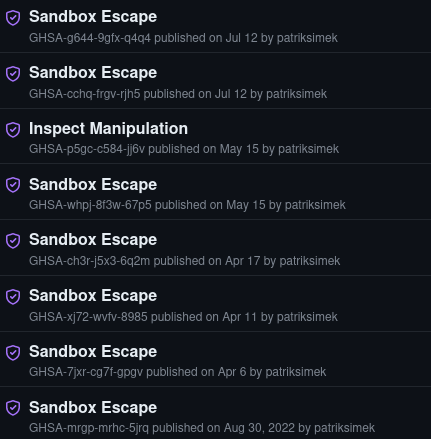 Sandbox Escape
GHSA-g644-9gfx-q4q4 published on Jul 12 by patriksimek
Sandbox Escape
GHSA-cchq-frgv-rjh5 published on Jul 12 by patriksimek
Inspect Manipulation
GHSA-p5gc-c584-jj6v published on May 15 by patriksimek
Sandbox Escape
GHSA-whpj-8f3w-67p5 published on May 15 by patriksimek
Sandbox Escape
GHSA-ch3r-j5x3-6q2m published on Apr 17 by patriksimek
Sandbox Escape
GHSA-xj72-wvfv-8985 published on Apr 11 by patriksimek
Sandbox Escape
GHSA-7jxr-cg7f-gpgv published on Apr 6 by patriksimek
Sandbox Escape
GHSA-mrgp-mrhc-5jrq published on Aug 30, 2022 by patriksimek